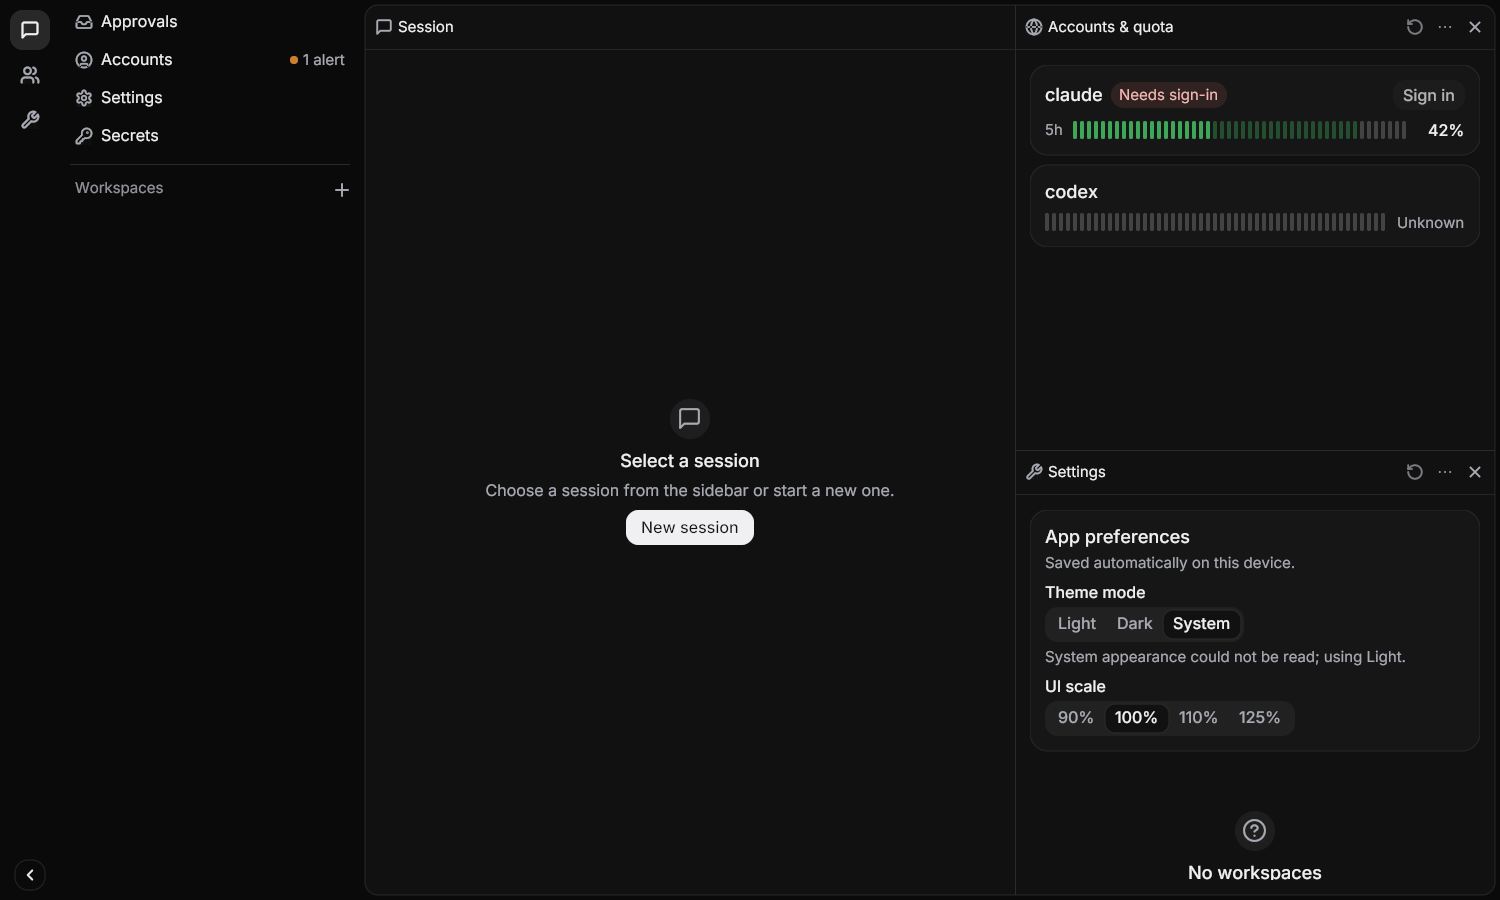 Approvals
Accounts
1 alert
Settings
Secrets
Workspaces
Session
Select a session
Choose a session from the sidebar or start a new one.
New session
Accounts & quota
claude
Needs sign-in
Sign in
5h
42%
codex
Unknown
Settings
App preferences
Saved automatically on this device.
Theme mode
Light Dark System
System appearance could not be read; using Light.
UI scale
90% 100% 110% 125%
No workspaces